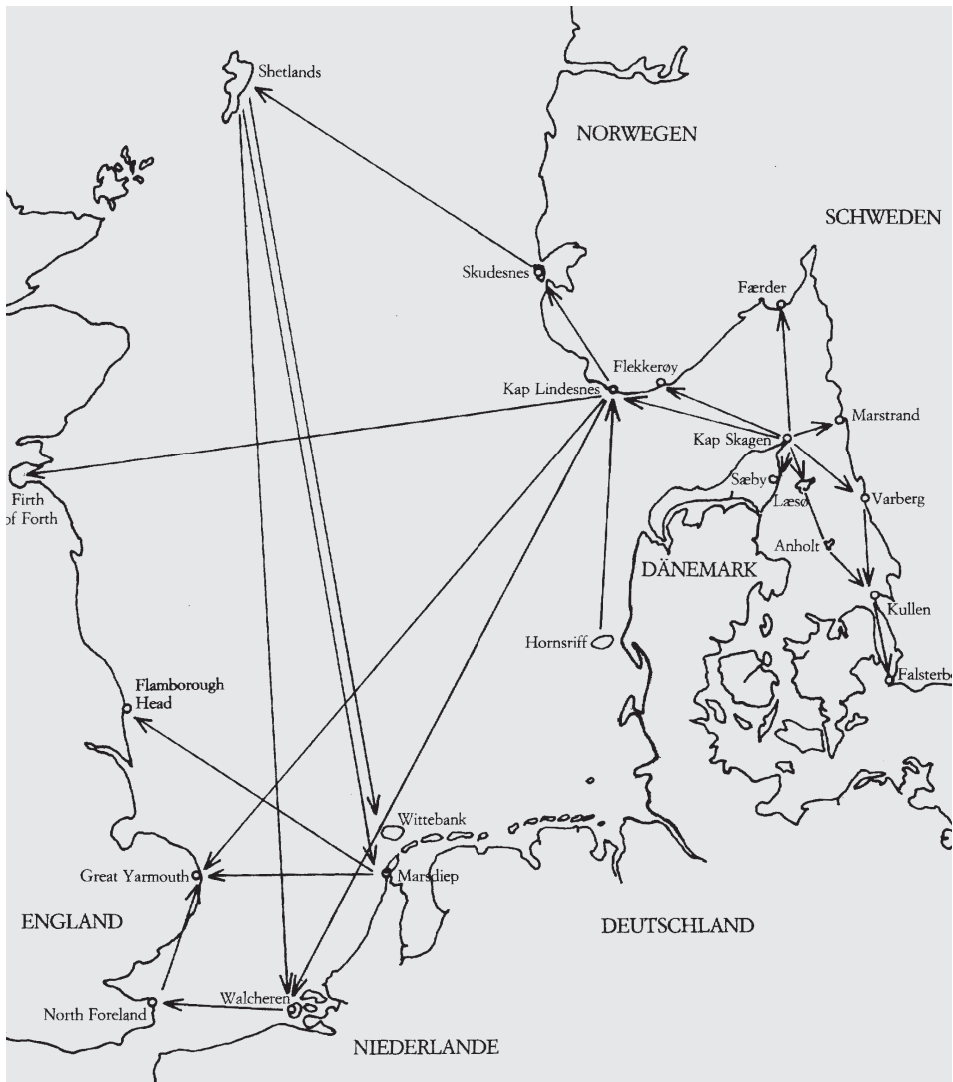 Shetlands
NORWEGEN
SCHWEDEN
Skudesnes
Færder
Flekkerøy
Kap Lindesnes
Marstrand
Kap Skagen
Sæby
Læsø
Varberg
Firth
of Forth
Anholt
DÄNEMARK
Kullen
Hornsriff
Falsterb
Flamborough
Head
Wittebank
Great Yarmouth
Marsdiep
ENGLAND
DEUTSCHLAND
Walcheren
North Foreland
NIEDERLANDE